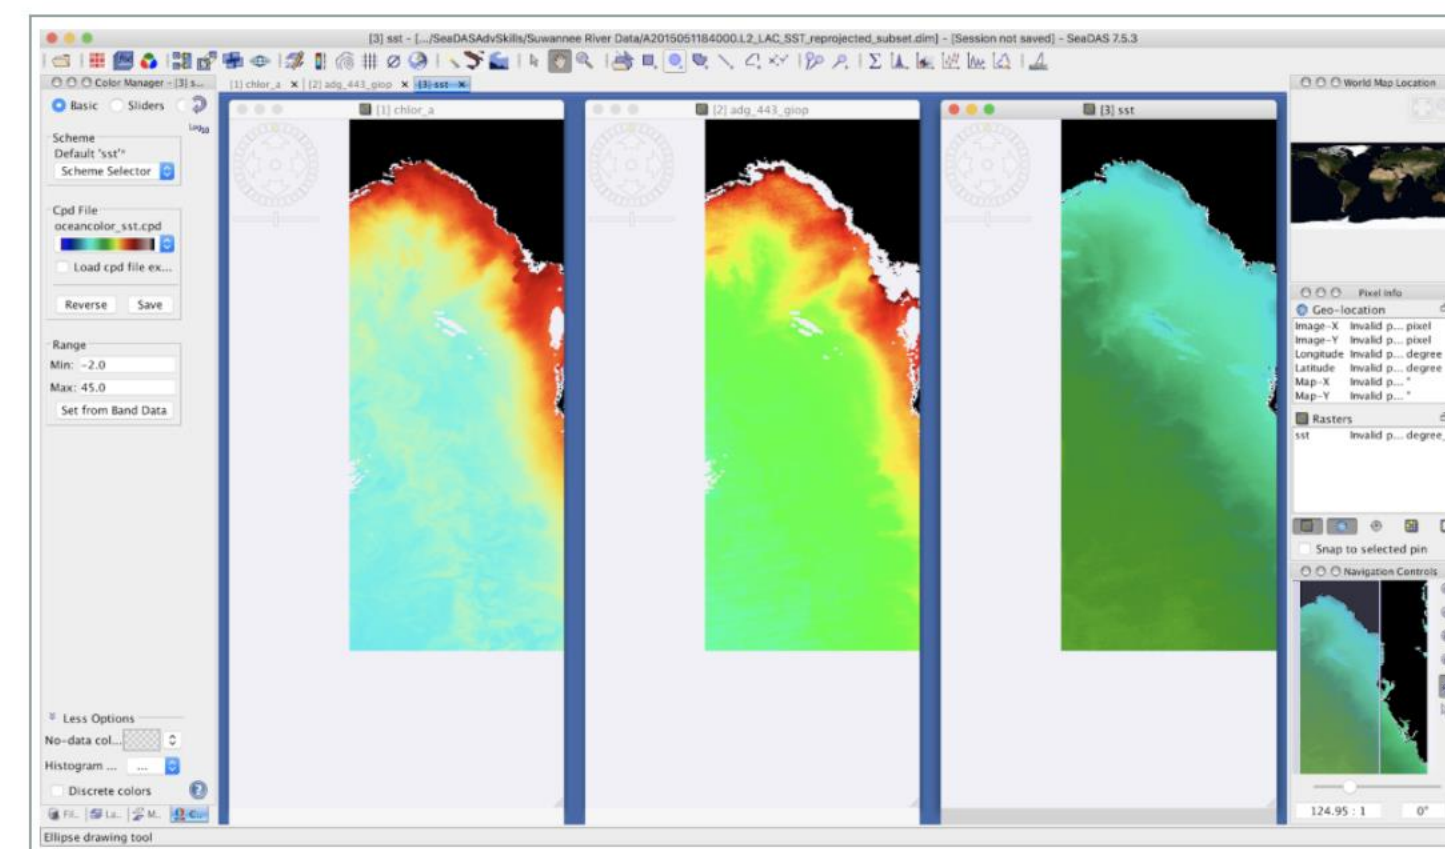 [3] sst - [.../SeaDASAdvSkills/Suwannee River Data/A2015051184000.L2_LAC_SST_reprojected_subset.dim] - [Session not saved] - SeaDAS 7.5.3
Color Manager - [3] s...
[1] chlor_a
[2] adg_443_giop
[3] sst
World Map Location
Basic
Sliders
Log10
[1] chlor_a
[2] adg_443_giop
[3] sst
Scheme
Default 'sst'*
Scheme Selector
Cpd File
oceancolor_sst.cpd
Load cpd file ex...
Reverse
Save
Range
Min: -2.0
Max: 45.0
Set from Band Data
Pixel Info
Geo-location
Image-X Invalid p... pixel
Image-Y Invalid p... pixel
Longitude Invalid p... degree
Latitude Invalid p... degree
Map-X Invalid p... °
Map-Y Invalid p... °
Rasters
sst Invalid p... degree_
Snap to selected pin
Navigation Controls
124.95 : 1
0°
Less Options
No-data col...
Histogram ... ...
Discrete colors
Fil...
La...
M...
Ellipse drawing tool